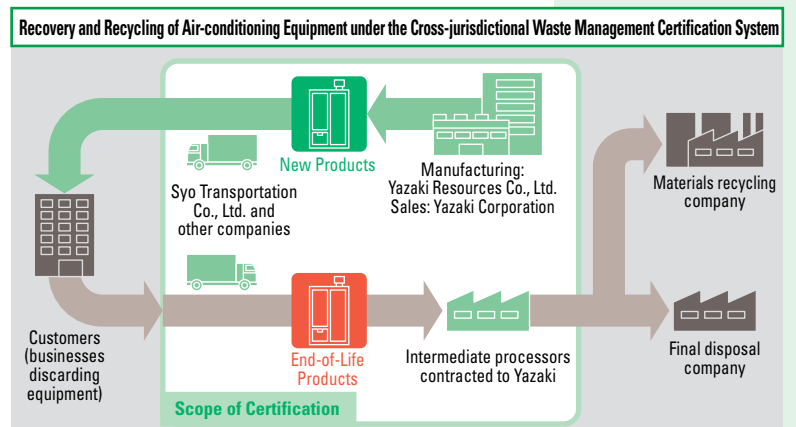 Recovery and Recycling of Air-conditioning Equipment under the Cross-jurisdictional Waste Management Certification System
New Products
Manufacturing:
Yazaki Resources Co., Ltd.
Sales: Yazaki Corporation
Syo Transportation
Co., Ltd. and
other companies
Materials recycling
company
Customers
(businesses
discarding
equipment)
End-of-Life
Products
Intermediate processors
contracted to Yazaki
Final disposal
company
Scope of Certification